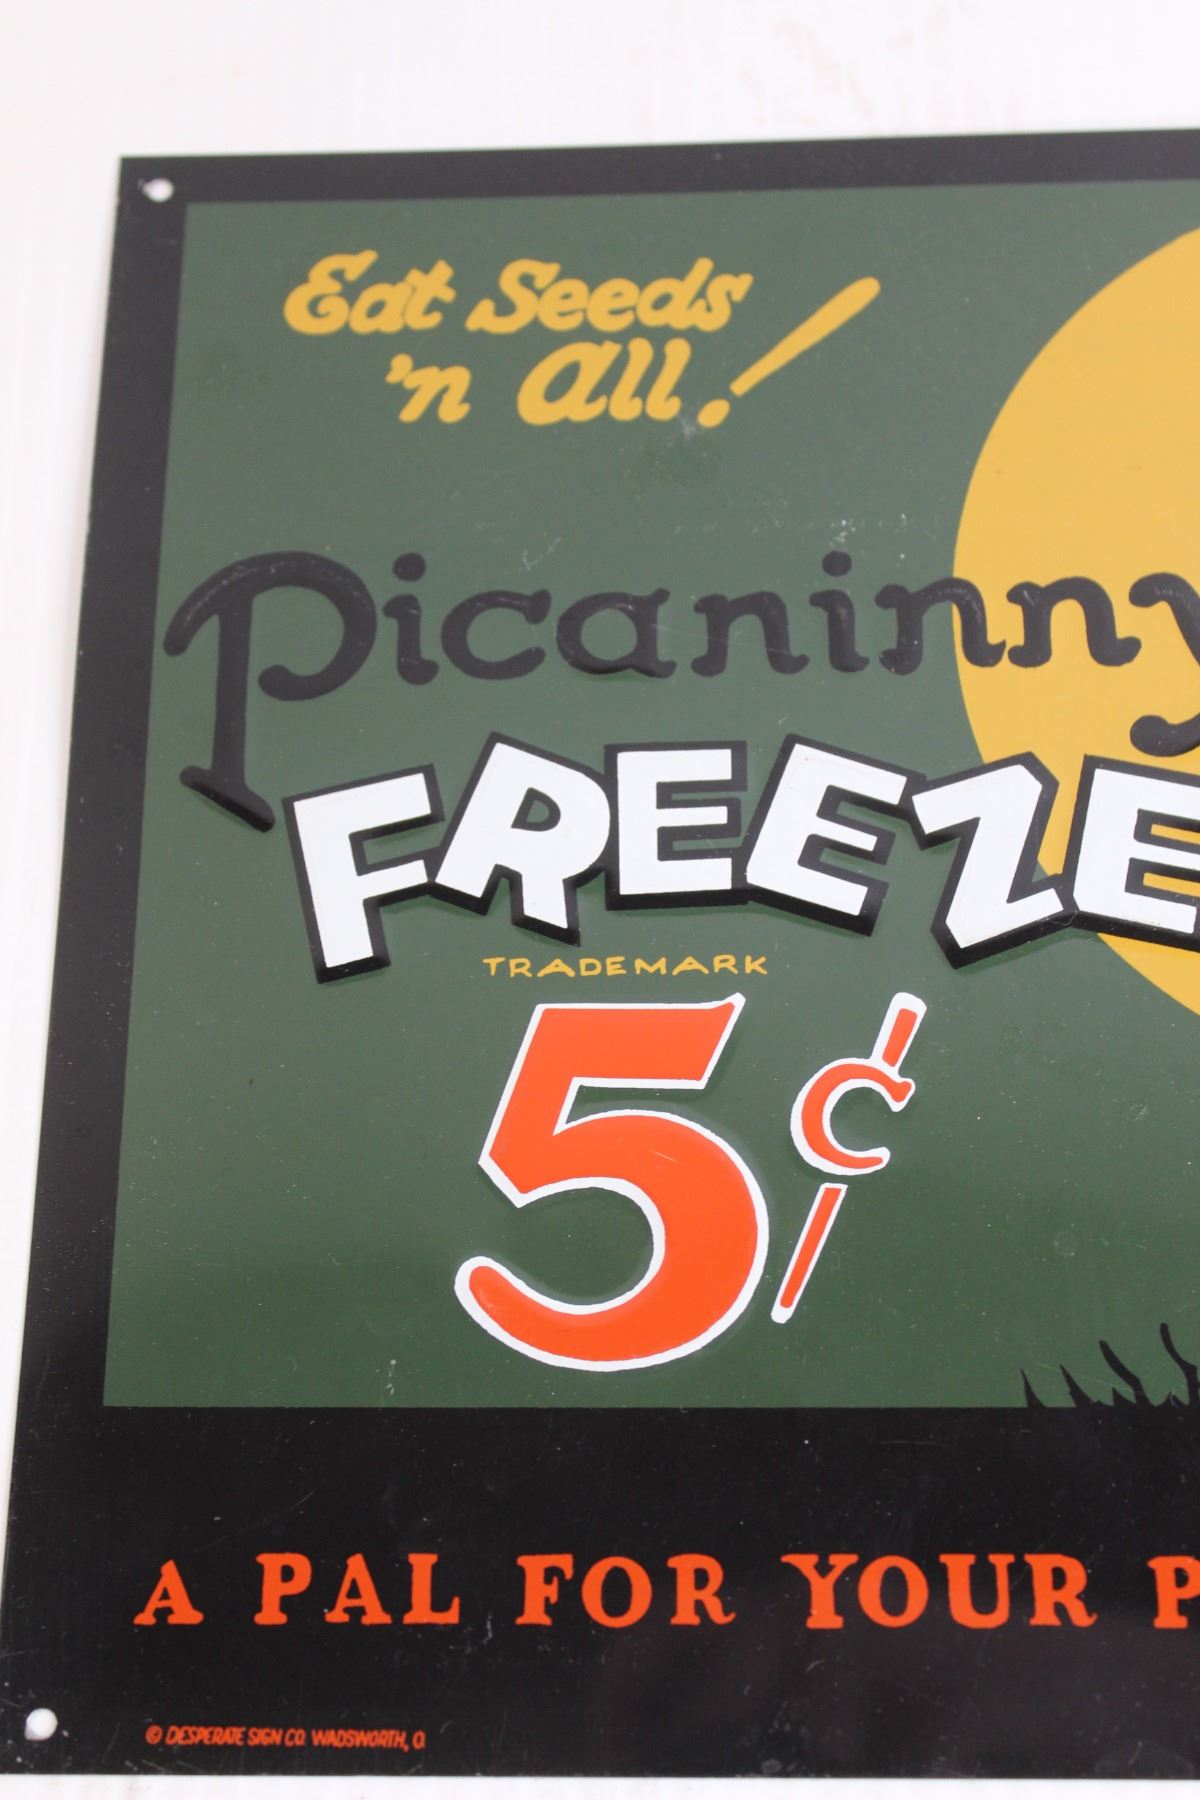 Eat Seeds
'n all!
Picaninny
FREEZE
TRADEMARK
5¢
A PAL FOR YOUR P
© DESPERATE SIGN CO. WADSWORTH, O.